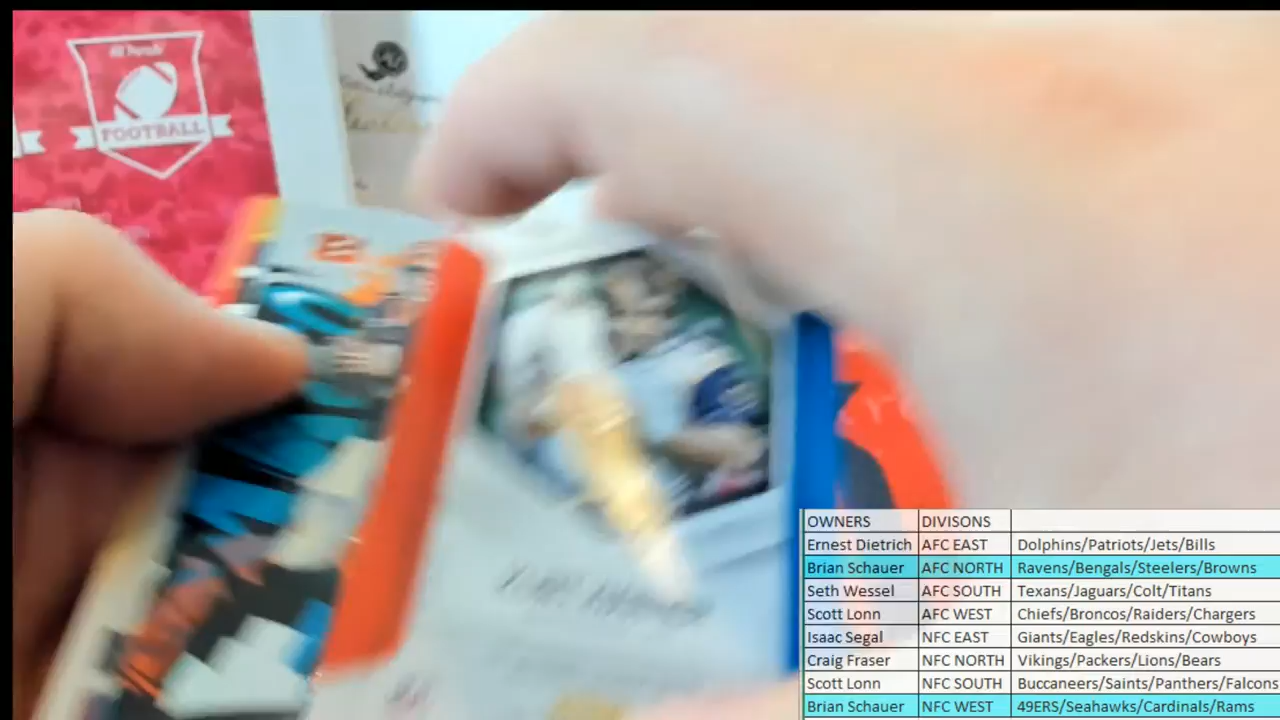 FOOTBALL
OWNERS DIVISONS
Ernest Dietrich AFC EAST Dolphins/Patriots/Jets/Bills
Brian Schauer AFC NORTH Ravens/Bengals/Steelers/Browns
Seth Wessel AFC SOUTH Texans/Jaguars/Colt/Titans
Scott Lonn AFC WEST Chiefs/Broncos/Raiders/Chargers
Isaac Segal NFC EAST Giants/Eagles/Redskins/Cowboys
Craig Fraser NFC NORTH Vikings/Packers/Lions/Bears
Scott Lonn NFC SOUTH Buccaneers/Saints/Panthers/Falcons
Brian Schauer NFC WEST 49ERS/Seahawks/Cardinals/Rams